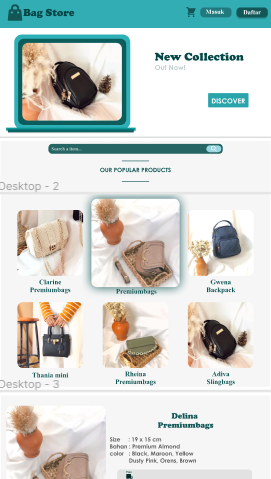 Bag Store
Masuk
Daftar
New Collection
Out Now!
DISCOVER
Search a item...
OUR POPULAR PRODUCTS
Desktop - 2
Clarine
Premiumbags
Premiumbags
Gwena
Backpack
Thania mini
Rheina
Premiumbags
Adiva
Slingbags
Desktop - 3
Delina
Premiumbags
Size : 19 x 15 cm
Bahan : Premium Almond
color : Black, Maroon, Yellow
Dusty Pink, Orens, Brown